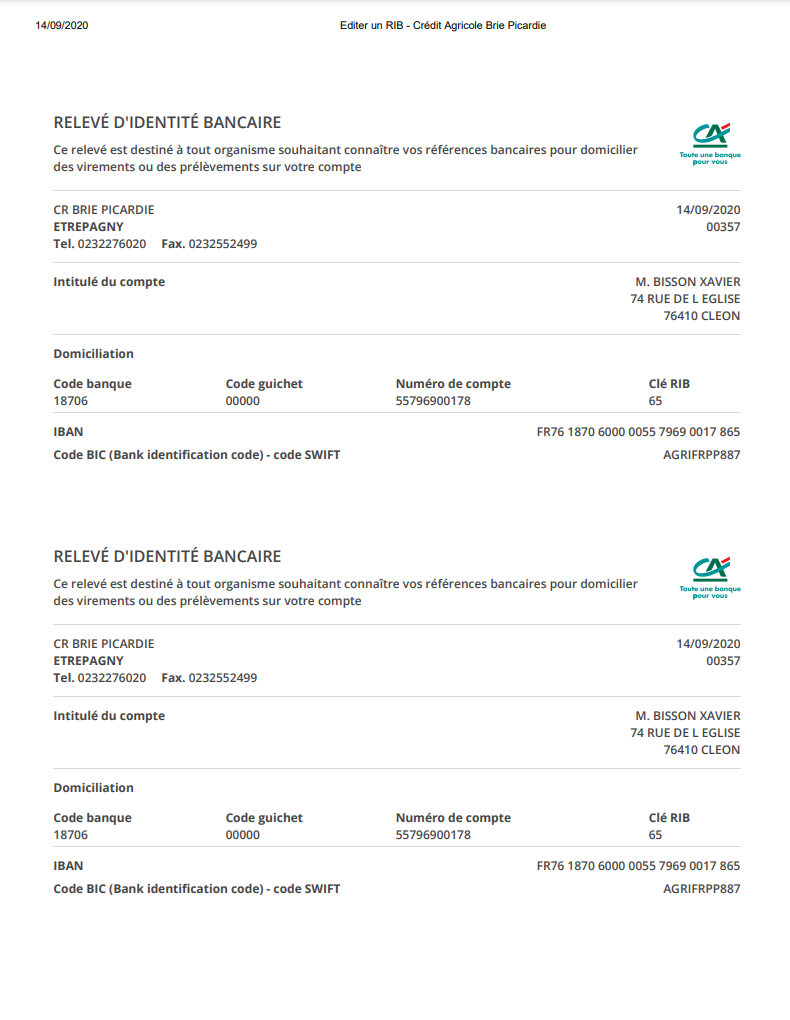 14/09/2020 Editer un RIB - Crédit Agricole Brie Picardie
RELEVÉ D'IDENTITÉ BANCAIRE
Ce relevé est destiné à tout organisme souhaitant connaître vos références bancaires pour domicilier
des virements ou des prélèvements sur votre compte
CA
Toute une banque
pour vous
CR BRIE PICARDIE 14/09/2020
ETREPAGNY 00357
Tel. 0232276020 Fax. 0232552499
Intitulé du compte M. BISSON XAVIER
74 RUE DE L EGLISE
76410 CLEON
Domiciliation
Code banque Code guichet Numéro de compte Clé RIB
18706 00000 55796900178 65
IBAN FR76 1870 6000 0055 7969 0017 865
Code BIC (Bank identification code) - code SWIFT AGRIFRPP887
RELEVÉ D'IDENTITÉ BANCAIRE
Ce relevé est destiné à tout organisme souhaitant connaître vos références bancaires pour domicilier
des virements ou des prélèvements sur votre compte
CA
Toute une banque
pour vous
CR BRIE PICARDIE 14/09/2020
ETREPAGNY 00357
Tel. 0232276020 Fax. 0232552499
Intitulé du compte M. BISSON XAVIER
74 RUE DE L EGLISE
76410 CLEON
Domiciliation
Code banque Code guichet Numéro de compte Clé RIB
18706 00000 55796900178 65
IBAN FR76 1870 6000 0055 7969 0017 865
Code BIC (Bank identification code) - code SWIFT AGRIFRPP887